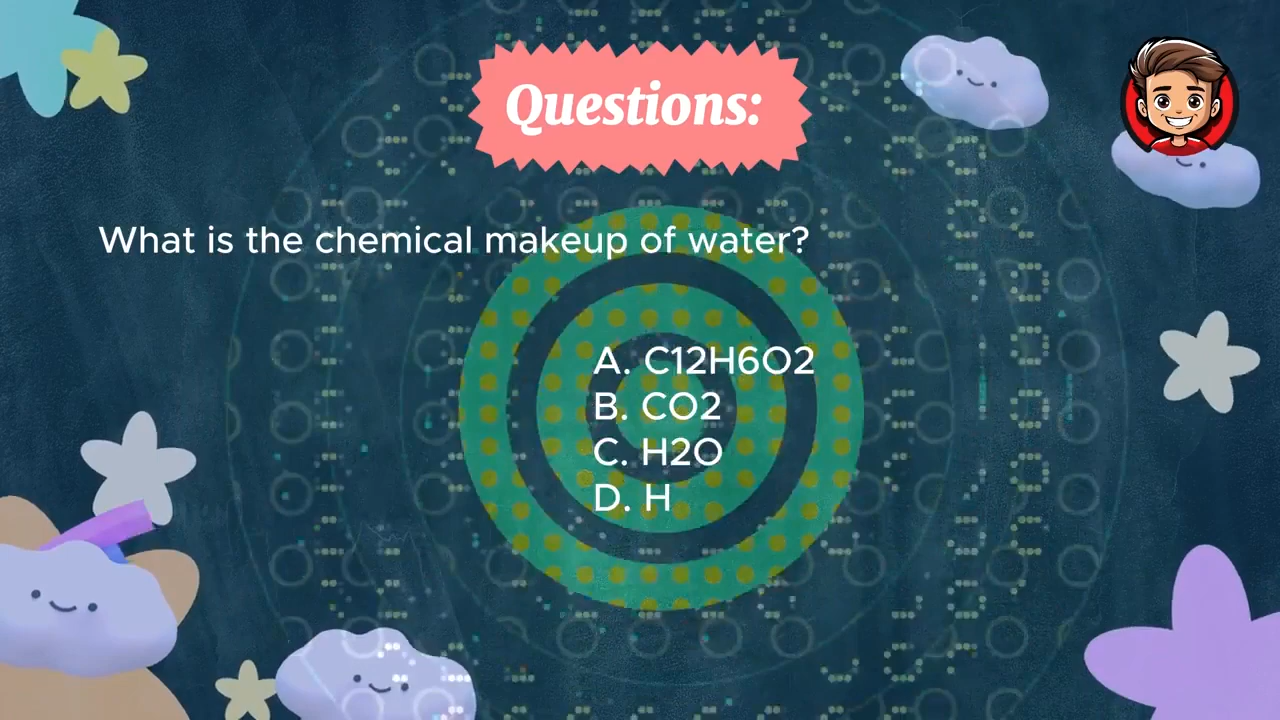 Questions:
What is the chemical makeup of water?
A. C12H6O2
B. CO2
C. H2O
D. H